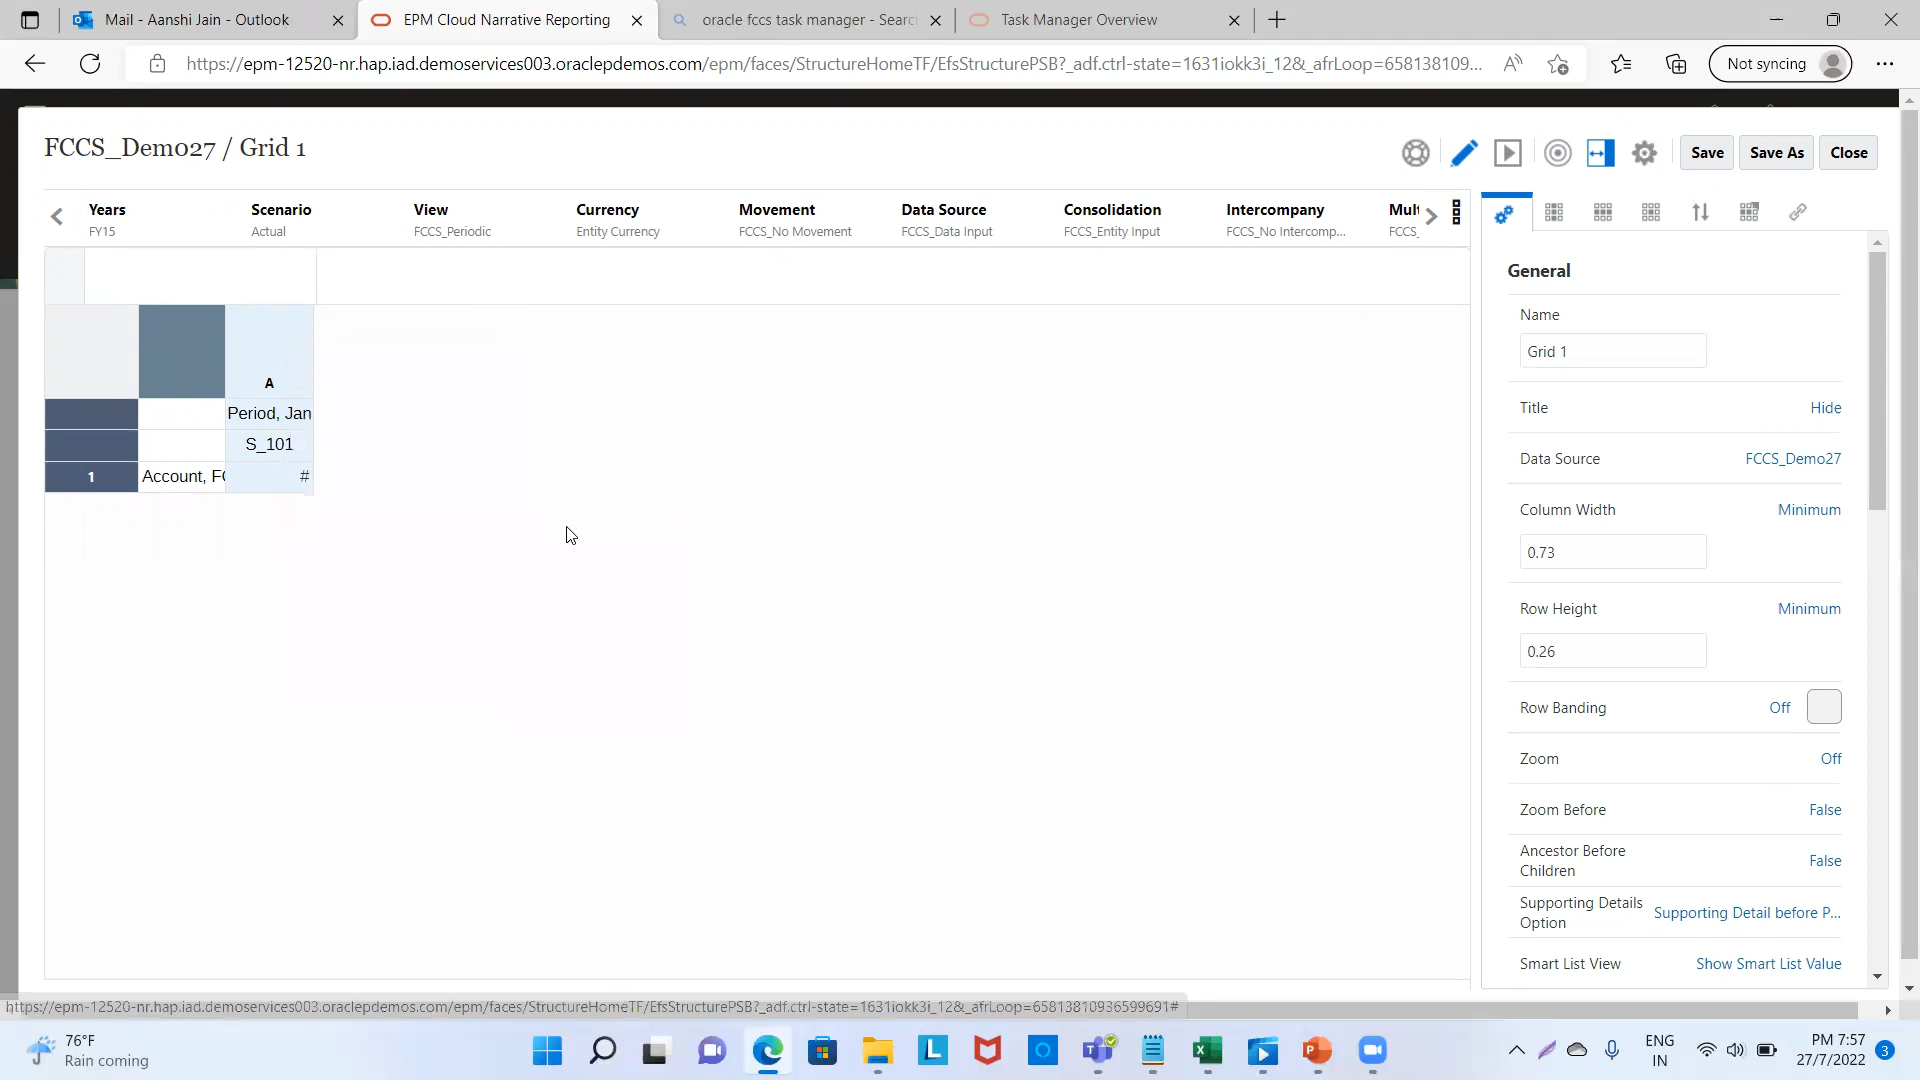 Mail - Aanshi Jain - Outlook
EPM Cloud Narrative Reporting
oracle fccs task manager - Searc
Task Manager Overview
https://epm-12520-nr.hap.iad.demoservices003.oraclepdemos.com/epm/faces/StructureHomeTF/EfsStructurePSB?_adf.ctrl-state=1631iokk3i_12&_afrLoop=658138109...
Not syncing
FCCS_Demo27 / Grid 1
Save
Save As
Close
Years
FY15
Scenario
Actual
View
FCCS_Periodic
Currency
Entity Currency
Movement
FCCS_No Movement
Data Source
FCCS_Data Input
Consolidation
FCCS_Entity Input
Intercompany
FCCS_No Intercomp...
Mult
FCCS_
A
Period, Jan
S_101
1
Account, FC
#
General
Name
Grid 1
Title
Hide
Data Source
FCCS_Demo27
Column Width
Minimum
0.73
Row Height
Minimum
0.26
Row Banding
Off
Zoom
Off
Zoom Before
False
Ancestor Before
Children
False
Supporting Details
Option
Supporting Detail before P...
Smart List View
Show Smart List Value
https://epm-12520-nr.hap.iad.demoservices003.oraclepdemos.com/epm/faces/StructureHomeTF/EfsStructurePSB?_adf.ctrl-state=1631iokk3i_12&_afrLoop=65813810936599691#
76°F
Rain coming
ENG
IN
PM 7:57
27/7/2022
3